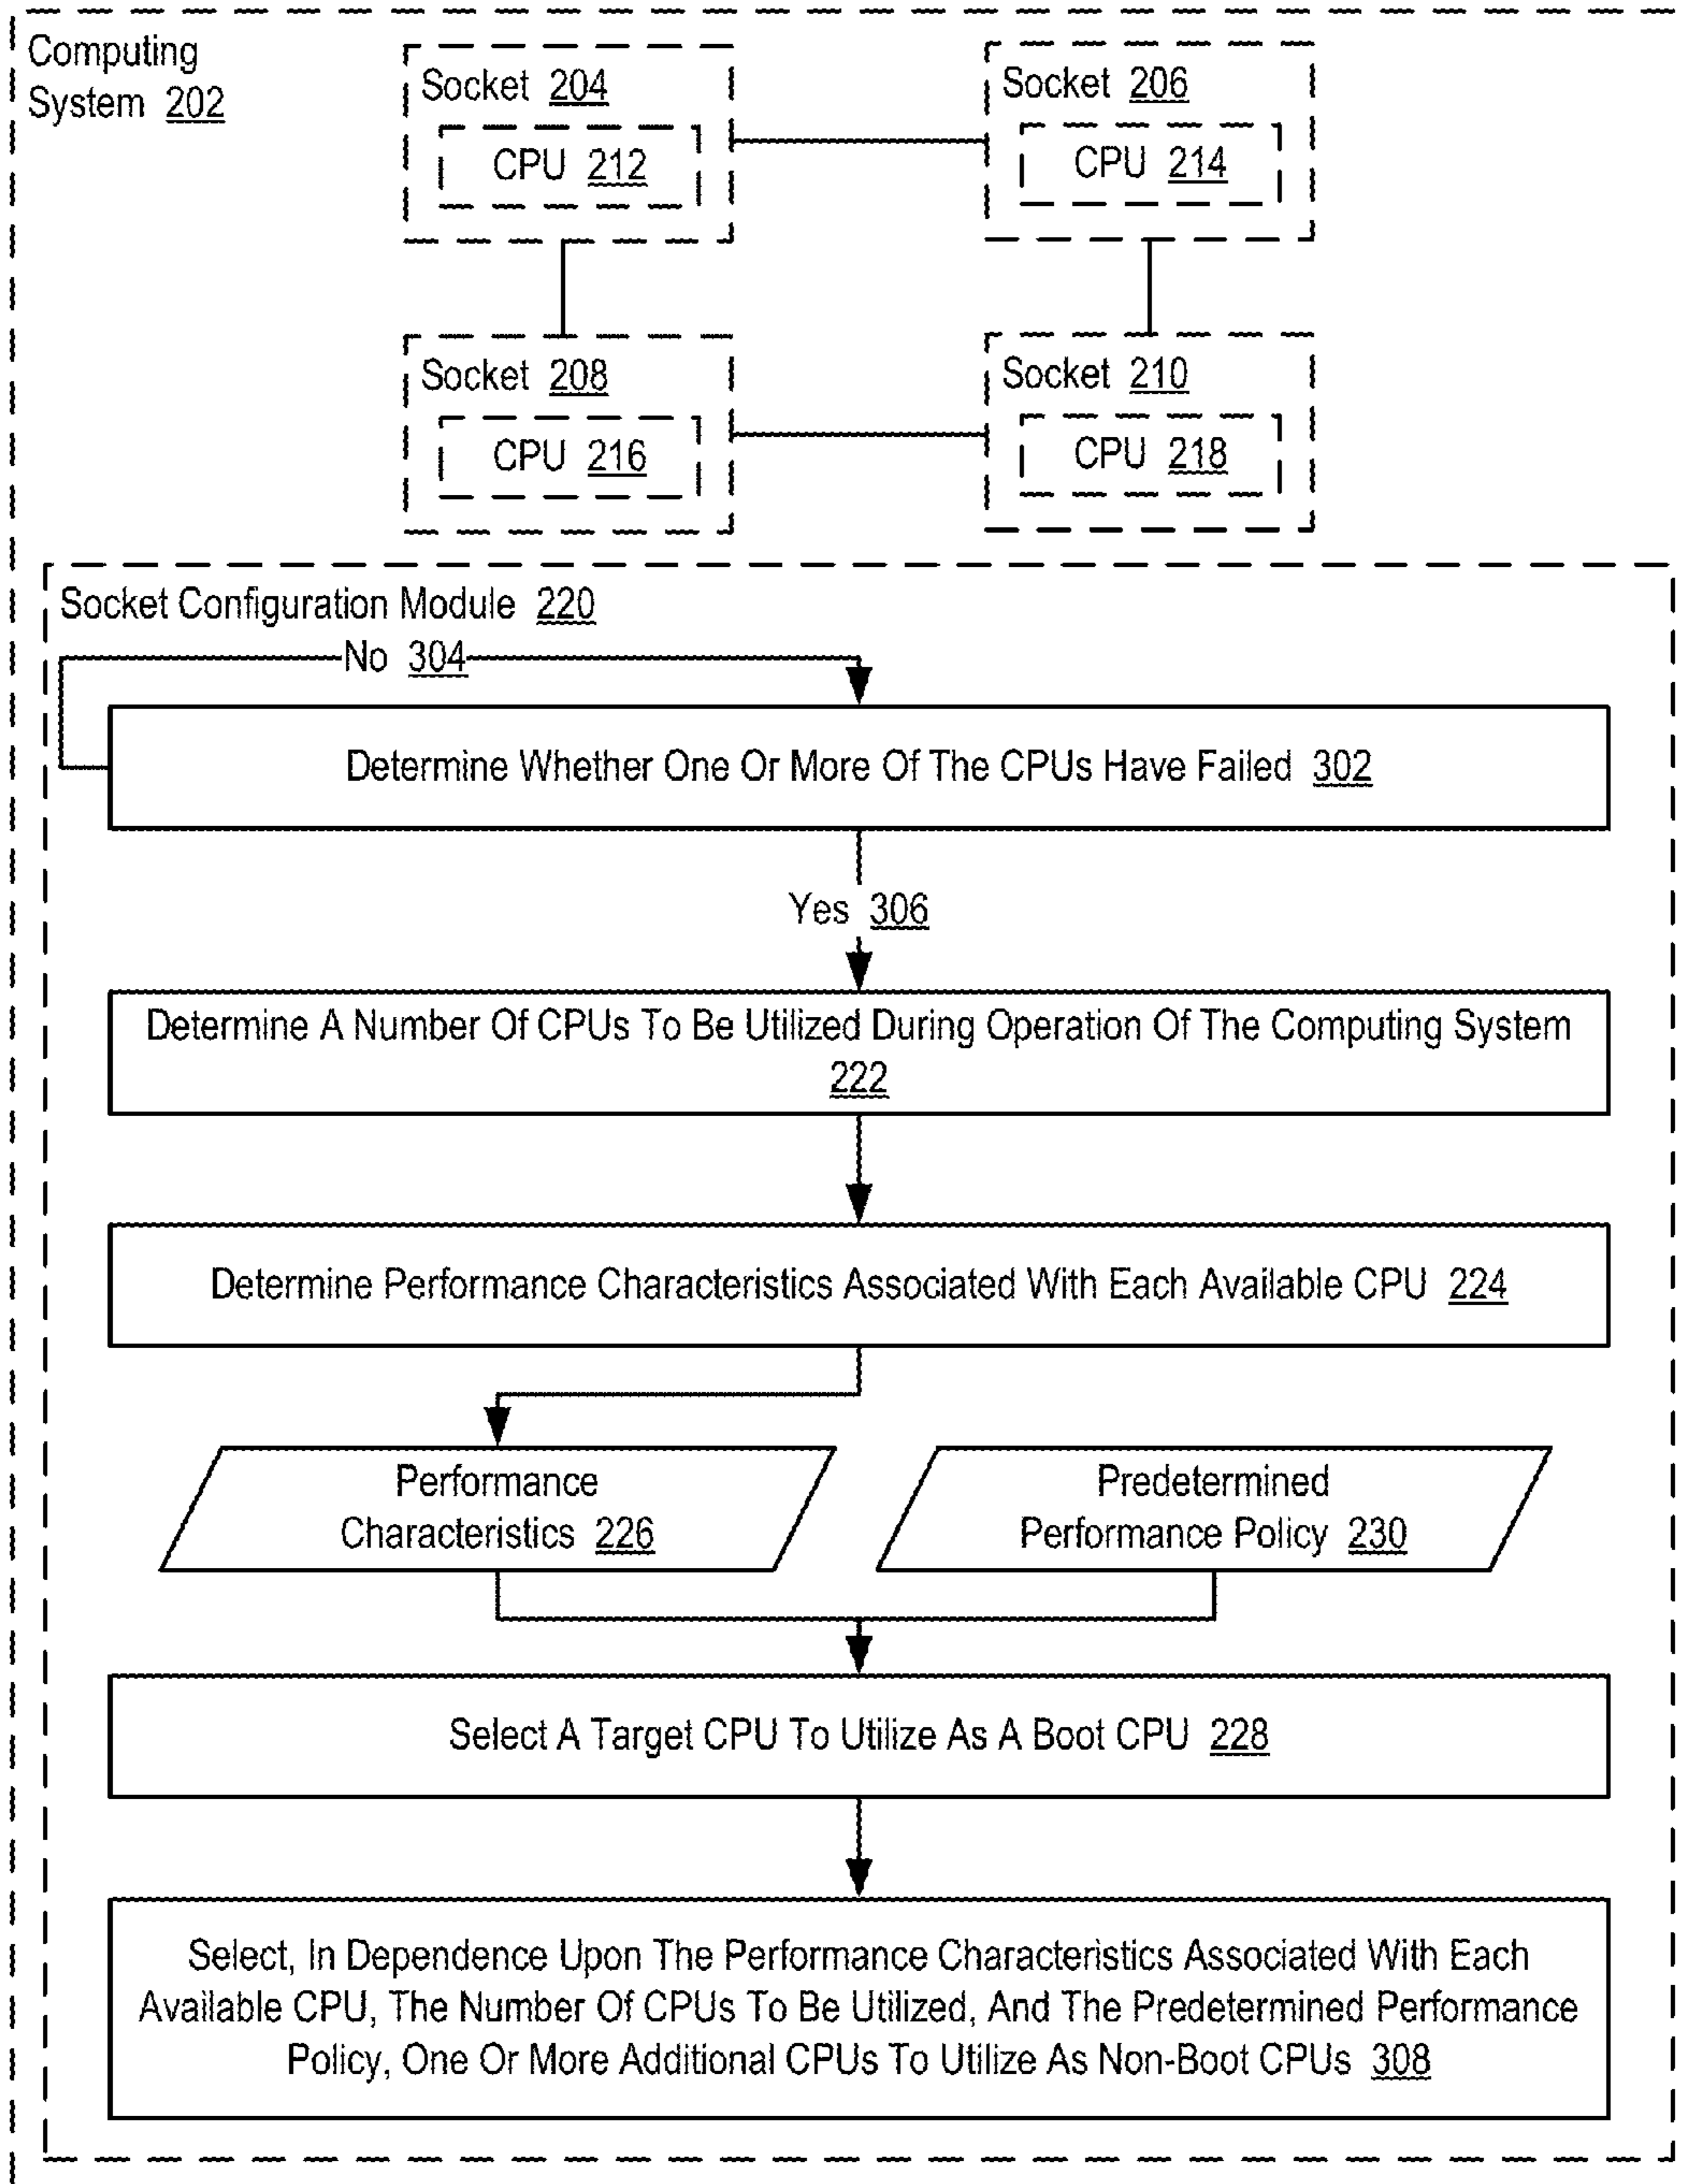 Computing
System 202
Socket 204
CPU 212
Socket 206
CPU 214
Socket 208
CPU 216
Socket 210
CPU 218
Socket Configuration Module 220
No 304
Determine Whether One Or More Of The CPUs Have Failed 302
Yes 306
Determine A Number Of CPUs To Be Utilized During Operation Of The Computing System
222
Determine Performance Characteristics Associated With Each Available CPU 224
Performance
Characteristics 226
Predetermined
Performance Policy 230
Select A Target CPU To Utilize As A Boot CPU 228
Select, In Dependence Upon The Performance Characteristics Associated With Each
Available CPU, The Number Of CPUs To Be Utilized, And The Predetermined Performance
Policy, One Or More Additional CPUs To Utilize As Non-Boot CPUs 308